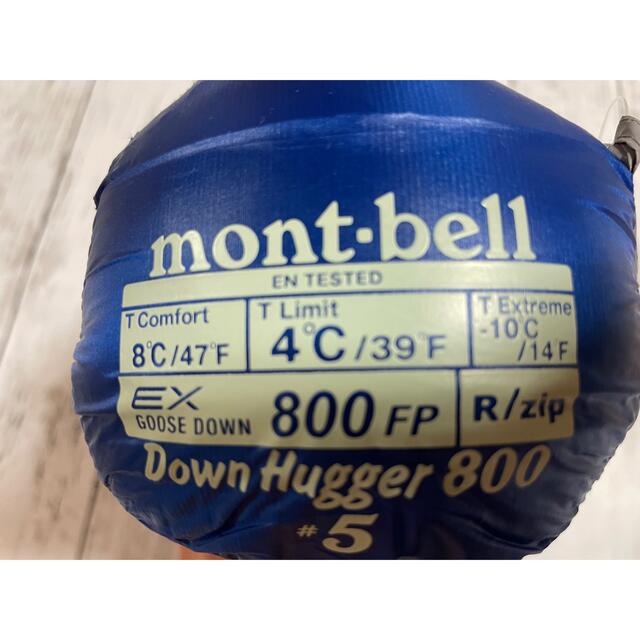 mont-bell
EN TESTED
T Comfort
8℃/47°F
T Limit
4℃/39°F
T Extreme
-10℃
/14°F
EX
GOOSE DOWN
800 FP
R/zip
Down Hugger 800
#5